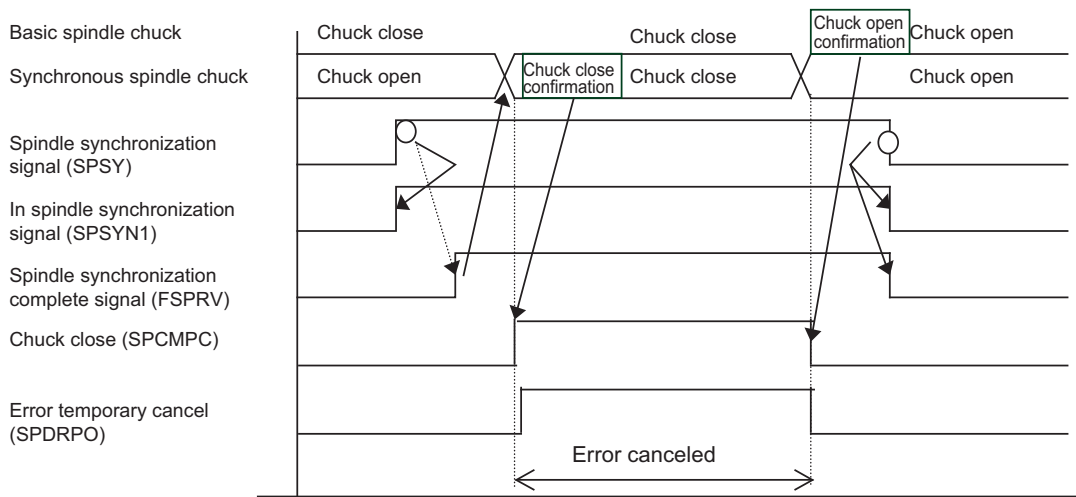 Basic spindle chuck
Chuck close
Chuck close
Chuck open
confirmation
Chuck open
Synchronous spindle chuck
Chuck open
Chuck close
confirmation
Chuck close
Chuck open
Spindle synchronization
signal (SPSY)
In spindle synchronization
signal (SPSYN1)
Spindle synchronization
complete signal (FSPRV)
Chuck close (SPCMPC)
Error temporary cancel
(SPDRPO)
Error canceled